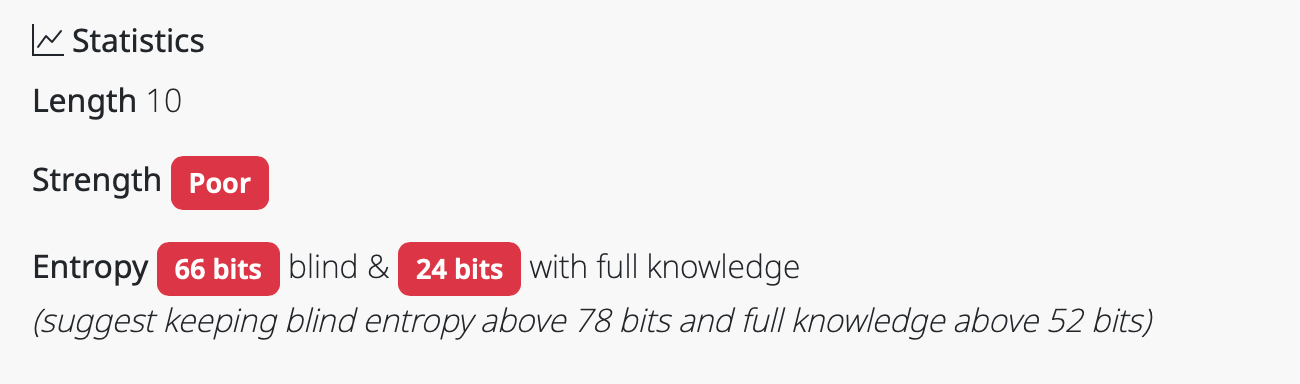 Statistics
Length 10
Strength Poor
Entropy 66 bits blind & 24 bits with full knowledge
(suggest keeping blind entropy above 78 bits and full knowledge above 52 bits)